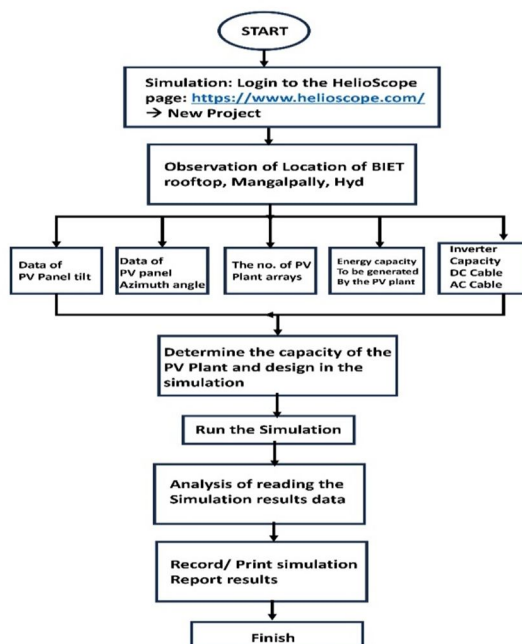 START
Simulation: Login to the HelioScope
page: https://www.helioscope.com/
→ New Project
Observation of Location of BIET
rooftop, Mangalpally, Hyd
Data of
PV Panel tilt
Data of
PV panel
Azimuth angle
The no. of PV
Plant arrays
Energy capacity
To be generated
By the PV plant
Inverter
Capacity
DC Cable
AC Cable
Determine the capacity of the
PV Plant and design in the
simulation
Run the Simulation
Analysis of reading the
Simulation results data
Record/ Print simulation
Report results
Finish